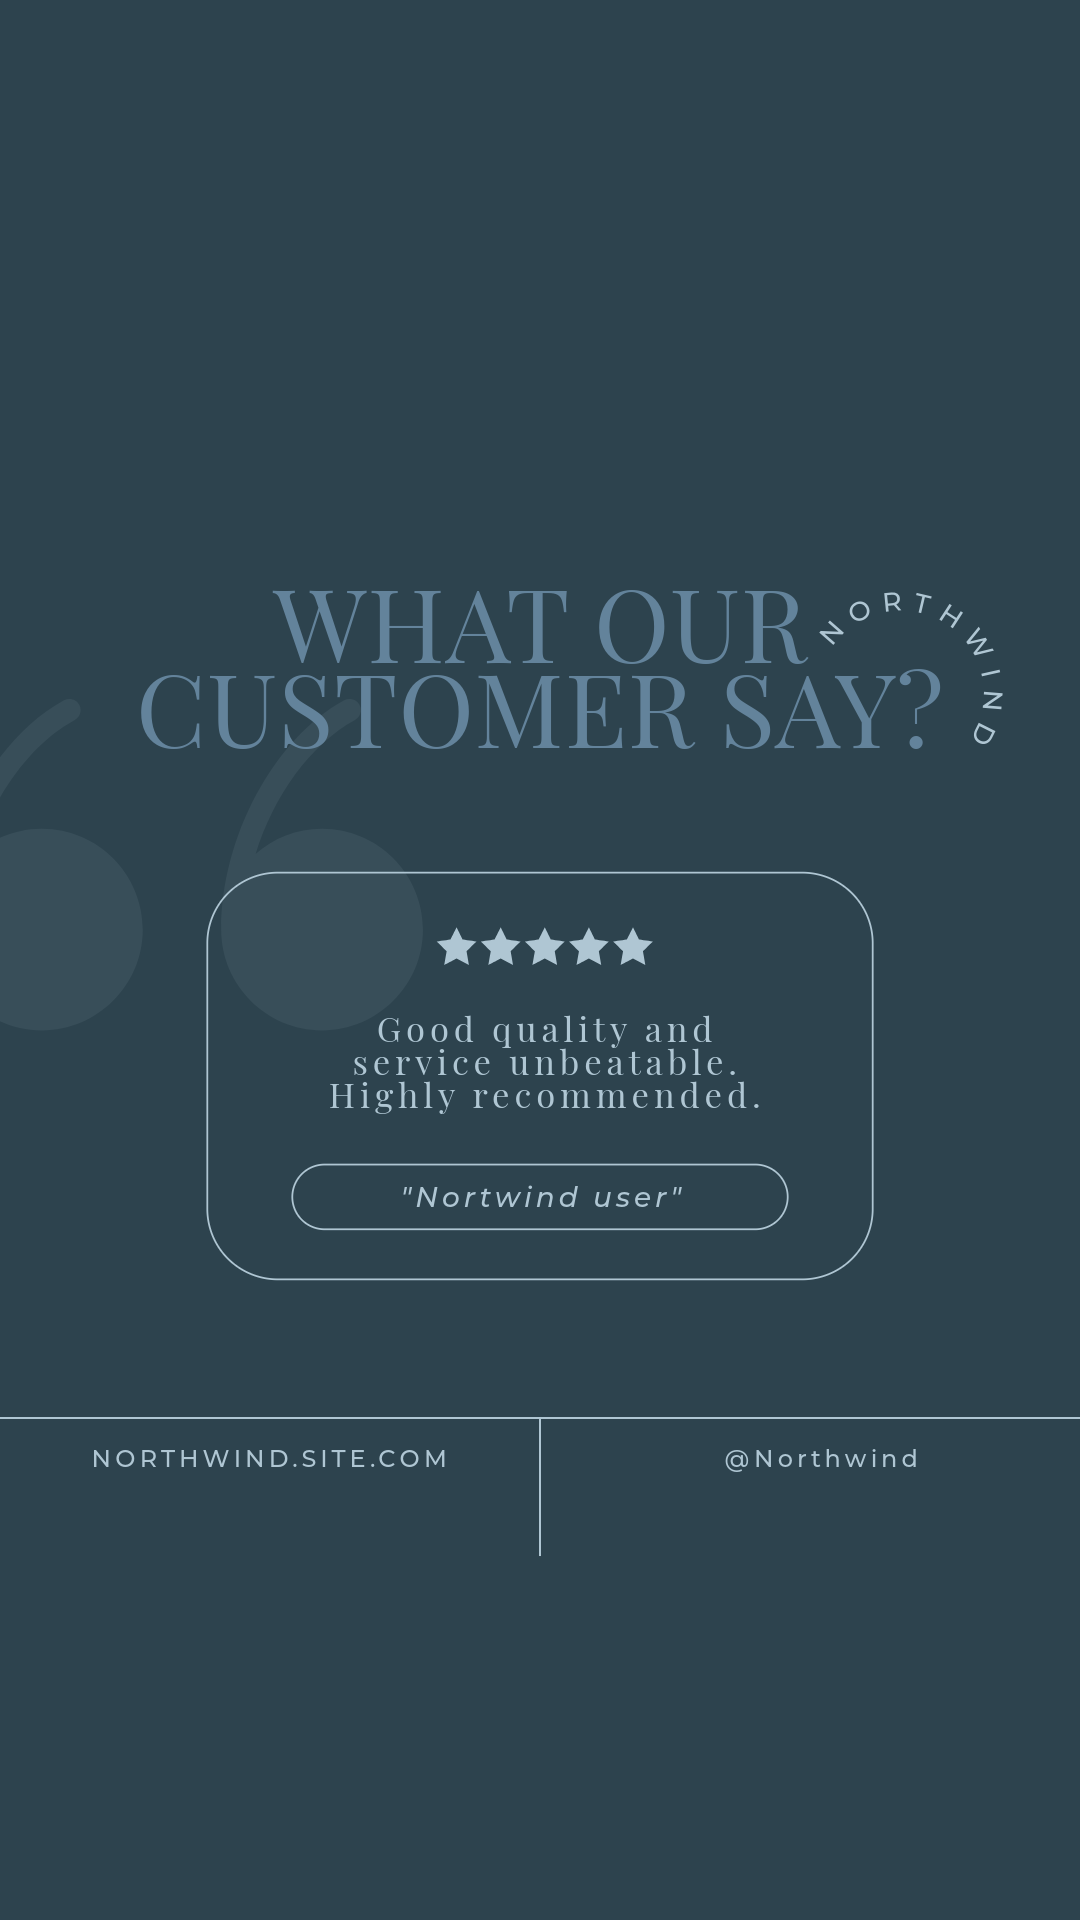 WHAT OUR
CUSTOMER SAY?
NORTHWIND
Good quality and
service unbeatable.
Highly recommended.
"Nortwind user"
NORTHWIND.SITE.COM
@Northwind